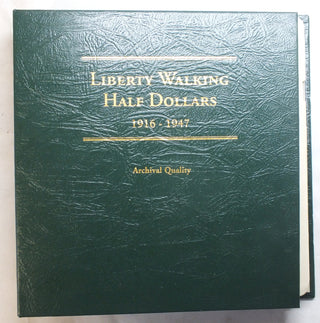 Liberty Walking
Half Dollars
1916 - 1947
Archival Quality